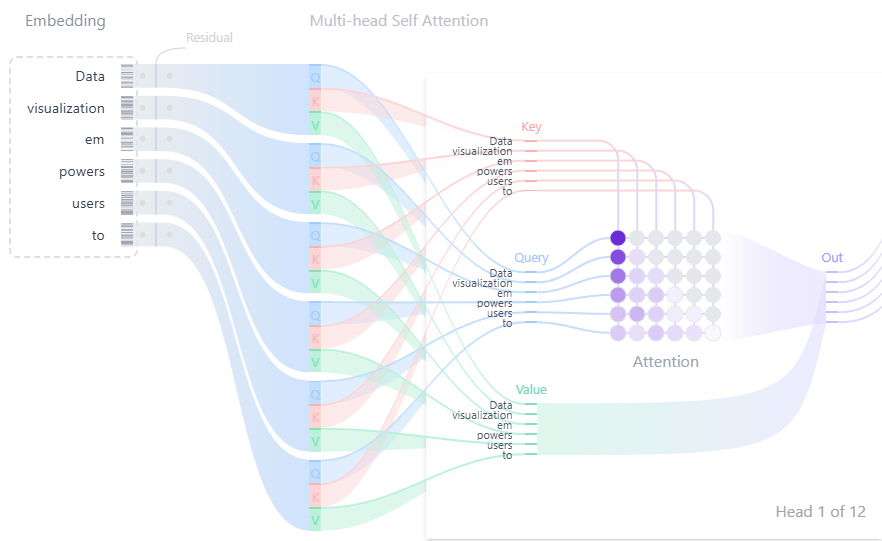 Embedding
Multi-head Self Attention
Residual
Data
visualization
em
powers
users
to
Q
K
V
Q
K
V
Q
K
V
Q
K
V
Q
K
V
Q
K
V
Key
Data
visualization
em
powers
users
to
Query
Data
visualization
em
powers
users
to
Out
Attention
Value
Data
visualization
em
powers
users
to
Head 1 of 12